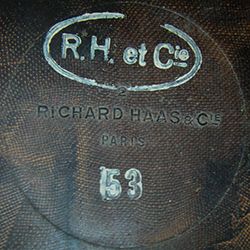 R.H. et Cie
RICHARD HAAS & Cie
PARIS
53